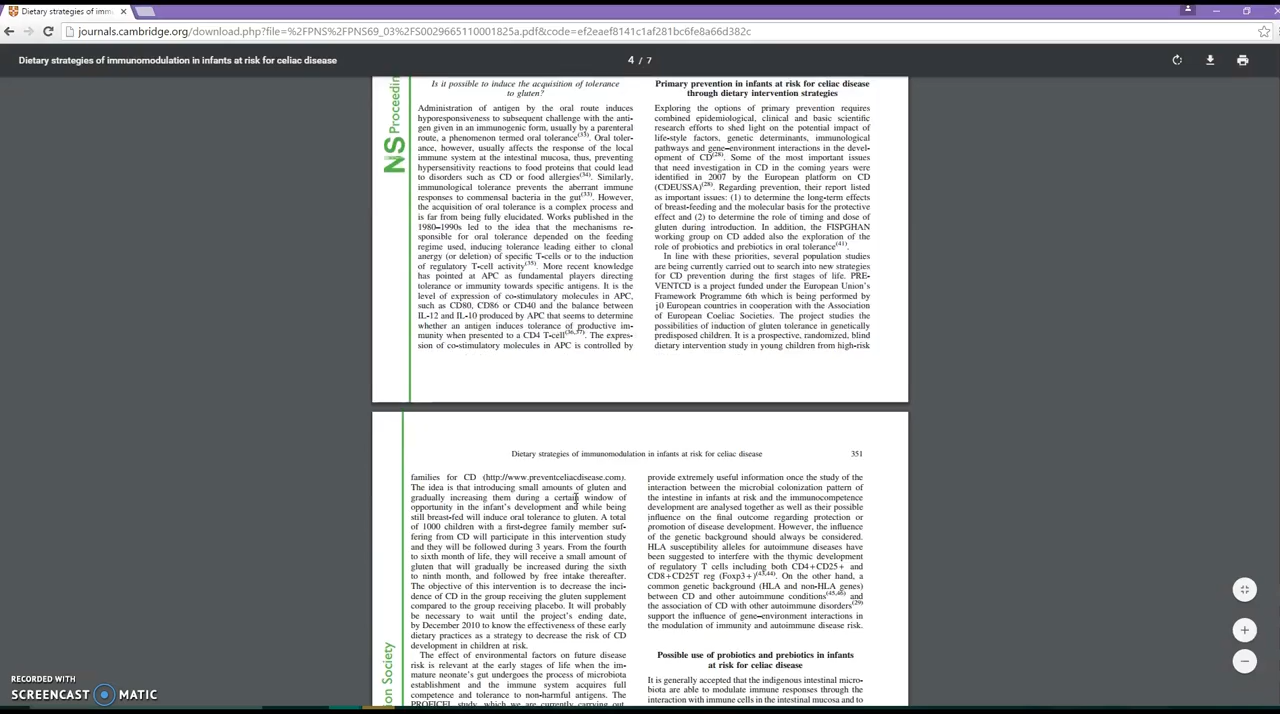 Dietary strategies of imm
journals.cambridge.org/download.php?file=%2FPNS%2FPNS69_03%2FS0029665110001825a.pdf&code=ef2eaef8141c1af281bc6fe8a66d382c
Dietary strategies of immunomodulation in infants at risk for celiac disease
4 / 7
NS Proceedin
Is it possible to induce the acquisition of tolerance
to gluten?
Administration of antigen by the oral route induces
hyporesponsiveness to subsequent challenge with the anti-
gen given in an immunogenic form, usually by a parenteral
route, a phenomenon termed oral tolerance(33). Oral toler-
ance, however, usually affects the response of the local
immune system at the intestinal mucosa, thus, preventing
hypersensitivity reactions to food proteins that could lead
to disorders such as CD or food allergies(34). Similarly,
immunological tolerance prevents the aberrant immune
responses to commensal bacteria in the gut(33). However,
the acquisition of oral tolerance is a complex process and
is far from being fully elucidated. Works published in the
1980–1990s led to the idea that the mechanisms re-
sponsible for oral tolerance depended on the feeding
regime used, inducing tolerance leading either to clonal
anergy (or deletion) of specific T-cells or to the induction
of regulatory T-cell activity(35). More recent knowledge
has pointed at APC as fundamental players directing
tolerance or immunity towards specific antigens. It is the
level of expression of co-stimulatory molecules in APC,
such as CD80, CD86 or CD40 and the balance between
IL-12 and IL-10 produced by APC that seems to determine
whether an antigen induces tolerance of productive im-
munity when presented to a CD4 T-cell(36,37). The expres-
sion of co-stimulatory molecules in APC is controlled by
Primary prevention in infants at risk for celiac disease
through dietary intervention strategies
Exploring the options of primary prevention requires
combined epidemiological, clinical and basic scientific
research efforts to shed light on the potential impact of
life-style factors, genetic determinants, immunological
pathways and gene–environment interactions in the devel-
opment of CD(28). Some of the most important issues
that need investigation in CD in the coming years were
identified in 2007 by the European platform on CD
(CDEUSSA)(28). Regarding prevention, their report listed
as important issues: (1) to determine the long-term effects
of breast-feeding and the molecular basis for the protective
effect and (2) to determine the role of timing and dose of
gluten during introduction. In addition, the FISPGHAN
working group on CD added also the exploration of the
role of probiotics and prebiotics in oral tolerance(41).
In fine with these priorities, several population studies
are being currently carried out to search into new strategies
for CD prevention during the first stages of life. PRE-
VENTCD is a project funded under the European Union's
Framework Programme 6th which is being performed by
10 European countries in cooperation with the Association
of European Coeliac Societies. The project studies the
possibilities of induction of gluten tolerance in genetically
predisposed children. It is a prospective, randomized, blind
dietary intervention study in young children from high-risk
Dietary strategies of immunomodulation in infants at risk for celiac disease
351
families for CD (http://www.preventceliacdisease.com).
The idea is that introducing small amounts of gluten and
gradually increasing them during a certain window of
opportunity in the infant's development and while being
still breast-fed will induce oral tolerance to gluten. A total
of 1000 children with a first-degree family member suf-
fering from CD will participate in this intervention study
and they will be followed during 3 years. From the fourth
to sixth month of life, they will receive a small amount of
gluten that will gradually be increased during the sixth
to ninth month, and followed by free intake thereafter.
The objective of this intervention is to decrease the inci-
dence of CD in the group receiving the gluten supplement
compared to the group receiving placebo. It will probably
be necessary to wait until the project's ending date,
by December 2010 to know the effectiveness of these early
dietary practices as a strategy to decrease the risk of CD
development in children at risk.
The effect of environmental factors on future disease
risk is relevant at the early stages of life when the im-
mature neonate's gut undergoes the process of microbiota
establishment and the immune system acquires full
competence and tolerance to non-harmful antigens. The
PROFICEL study, which we are currently carrying out,
provide extremely useful information once the study of the
interaction between the microbial colonization pattern of
the intestine in infants at risk and the immunocompetence
development are analysed together as well as their possible
influence on the final outcome regarding protection or
promotion of disease development. However, the influence
of the genetic background should always be considered.
HLA susceptibility alleles for autoimmune diseases have
been suggested to interfere with the thymic development
of regulatory T cells including both CD4+CD25+ and
CD8+CD25T reg (Foxp3+)(43,44). On the other hand, a
common genetic background (HLA and non-HLA genes)
between CD and other autoimmune conditions(45,46) and
the association of CD with other autoimmune disorders(29)
support the influence of gene–environment interactions in
the modulation of immunity and autoimmune disease risk.
Possible use of probiotics and prebiotics in infants
at risk for celiac disease
It is generally accepted that the indigenous intestinal micro-
biota are able to modulate immune responses through the
interaction with immune cells in the intestinal mucosa and to
on Society
RECORDED WITH
SCREENCAST MATIC